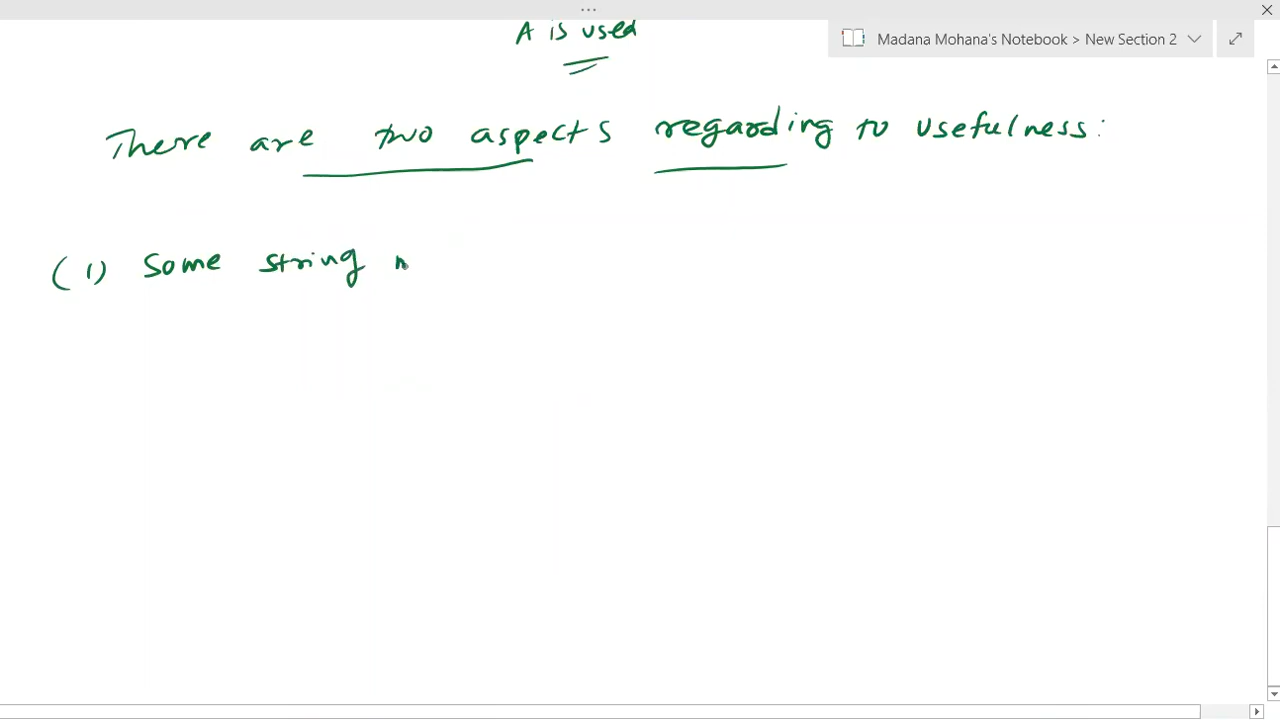 A is used
Madana Mohana's Notebook > New Section 2
There are two aspects regarding to usefulness:
(1) Some string